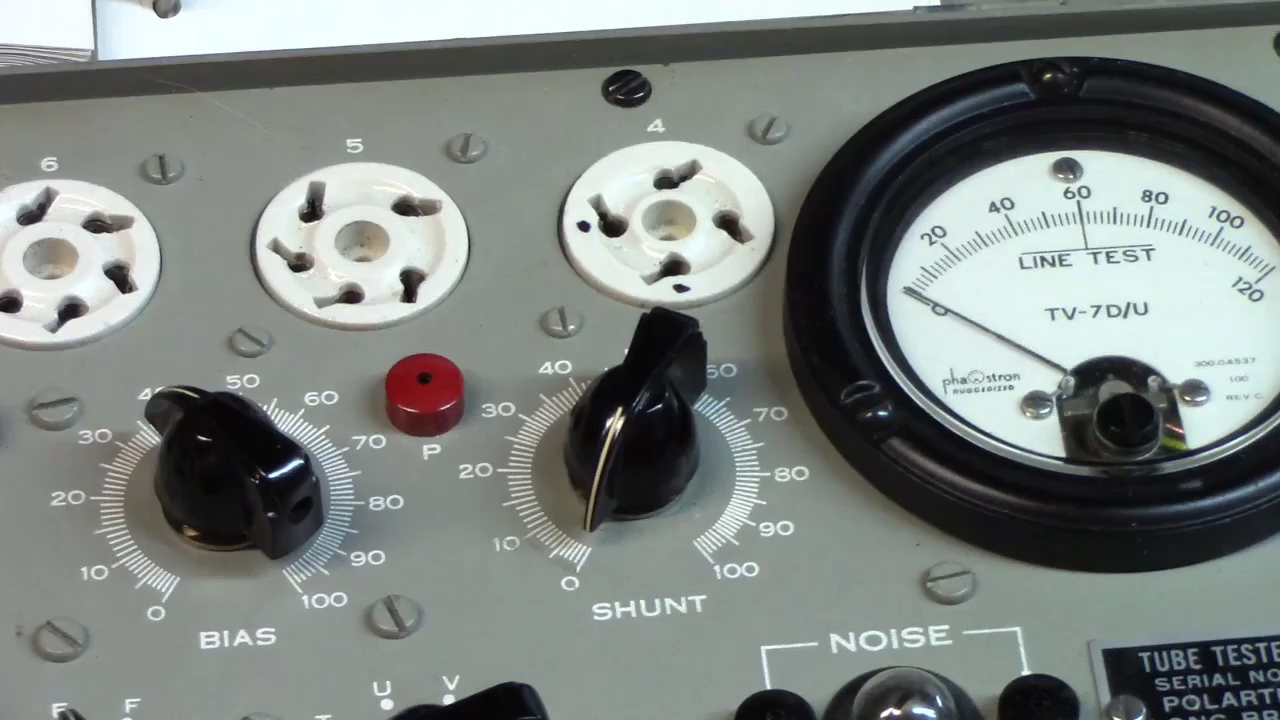 6
5
4
20
40
60
80
100
120
0
LINE TEST
TV-7D/U
phaostron
RUGGEDIZED
300-04537
100
REV C.
0
10
20
30
40
50
60
70
80
90
100
BIAS
P
0
10
20
30
40
60
70
80
90
100
SHUNT
NOISE
TUBE TESTE
SERIAL NO
POLARI
F
F
U
V
T